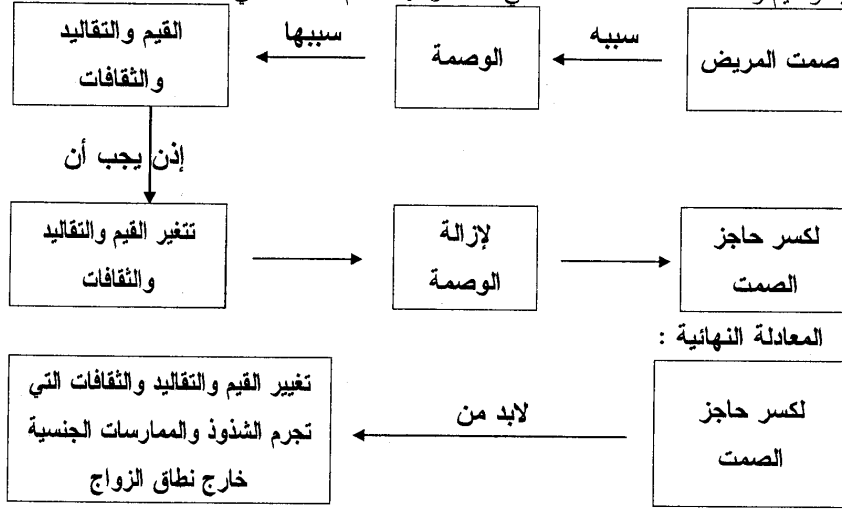 صمت المريض
سببه
الوصمة
سببها
القيم والتقاليد
والثقافات
إذن يجب أن
تتغير القيم والتقاليد
والثقافات
لإزالة
الوصمة
لكسر حاجز
الصمت
المعادلة النهائية :
لكسر حاجز
الصمت
لابد من
تغيير القيم والتقاليد والثقافات التي
تجرم الشذوذ والممارسات الجنسية
خارج نطاق الزواج